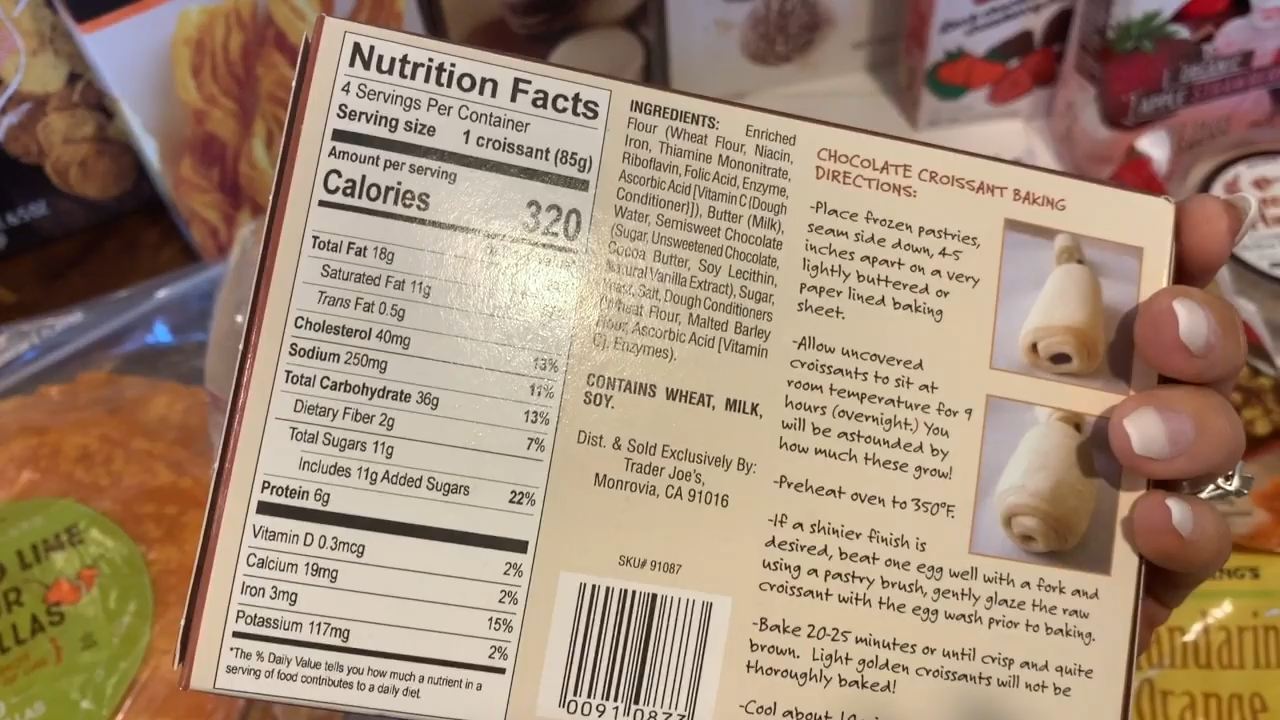 Nutrition Facts
4 Servings Per Container
Serving size 1 croissant (85g)
Amount per serving
Calories 320
Total Fat 18g
Saturated Fat 11g
Trans Fat 0.5g
Cholesterol 40mg 13%
Sodium 250mg 11%
Total Carbohydrate 36g 13%
Dietary Fiber 2g 7%
Total Sugars 11g
Includes 11g Added Sugars 22%
Protein 6g
Vitamin D 0.3mcg 2%
Calcium 19mg 2%
Iron 3mg 15%
Potassium 117mg 2%
*The % Daily Value tells you how much a nutrient in a
serving of food contributes to a daily diet.
INGREDIENTS: Enriched
Flour (Wheat Flour, Niacin,
Iron, Thiamine Mononitrate,
Riboflavin, Folic Acid, Enzyme,
Ascorbic Acid [Vitamin C (Dough
Conditioner)]), Butter (Milk),
Water, Semisweet Chocolate
(Sugar, Unsweetened Chocolate,
Cocoa Butter, Soy Lecithin,
Natural Vanilla Extract), Sugar,
Yeast, Salt, Dough Conditioners
(Wheat Flour, Malted Barley
Flour, Ascorbic Acid [Vitamin
C], Enzymes).
CONTAINS WHEAT, MILK,
SOY.
Dist. & Sold Exclusively By:
Trader Joe's,
Monrovia, CA 91016
SKU# 91087
CHOCOLATE CROISSANT BAKING
DIRECTIONS:
-Place frozen pastries,
seam side down, 4-5
inches apart on a very
lightly buttered or
paper lined baking
sheet.
-Allow uncovered
croissants to sit at
room temperature for 9
hours (overnight.) You
will be astounded by
how much these grow!
-Preheat oven to 350°F.
-If a shinier finish is
desired, beat one egg well with a fork and
using a pastry brush, gently glaze the raw
croissant with the egg wash prior to baking.
-Bake 20-25 minutes or until crisp and quite
brown. Light golden croissants will not be
thoroughly baked!
-Cool about
LIME
ORGANIC
APPLE
Orange